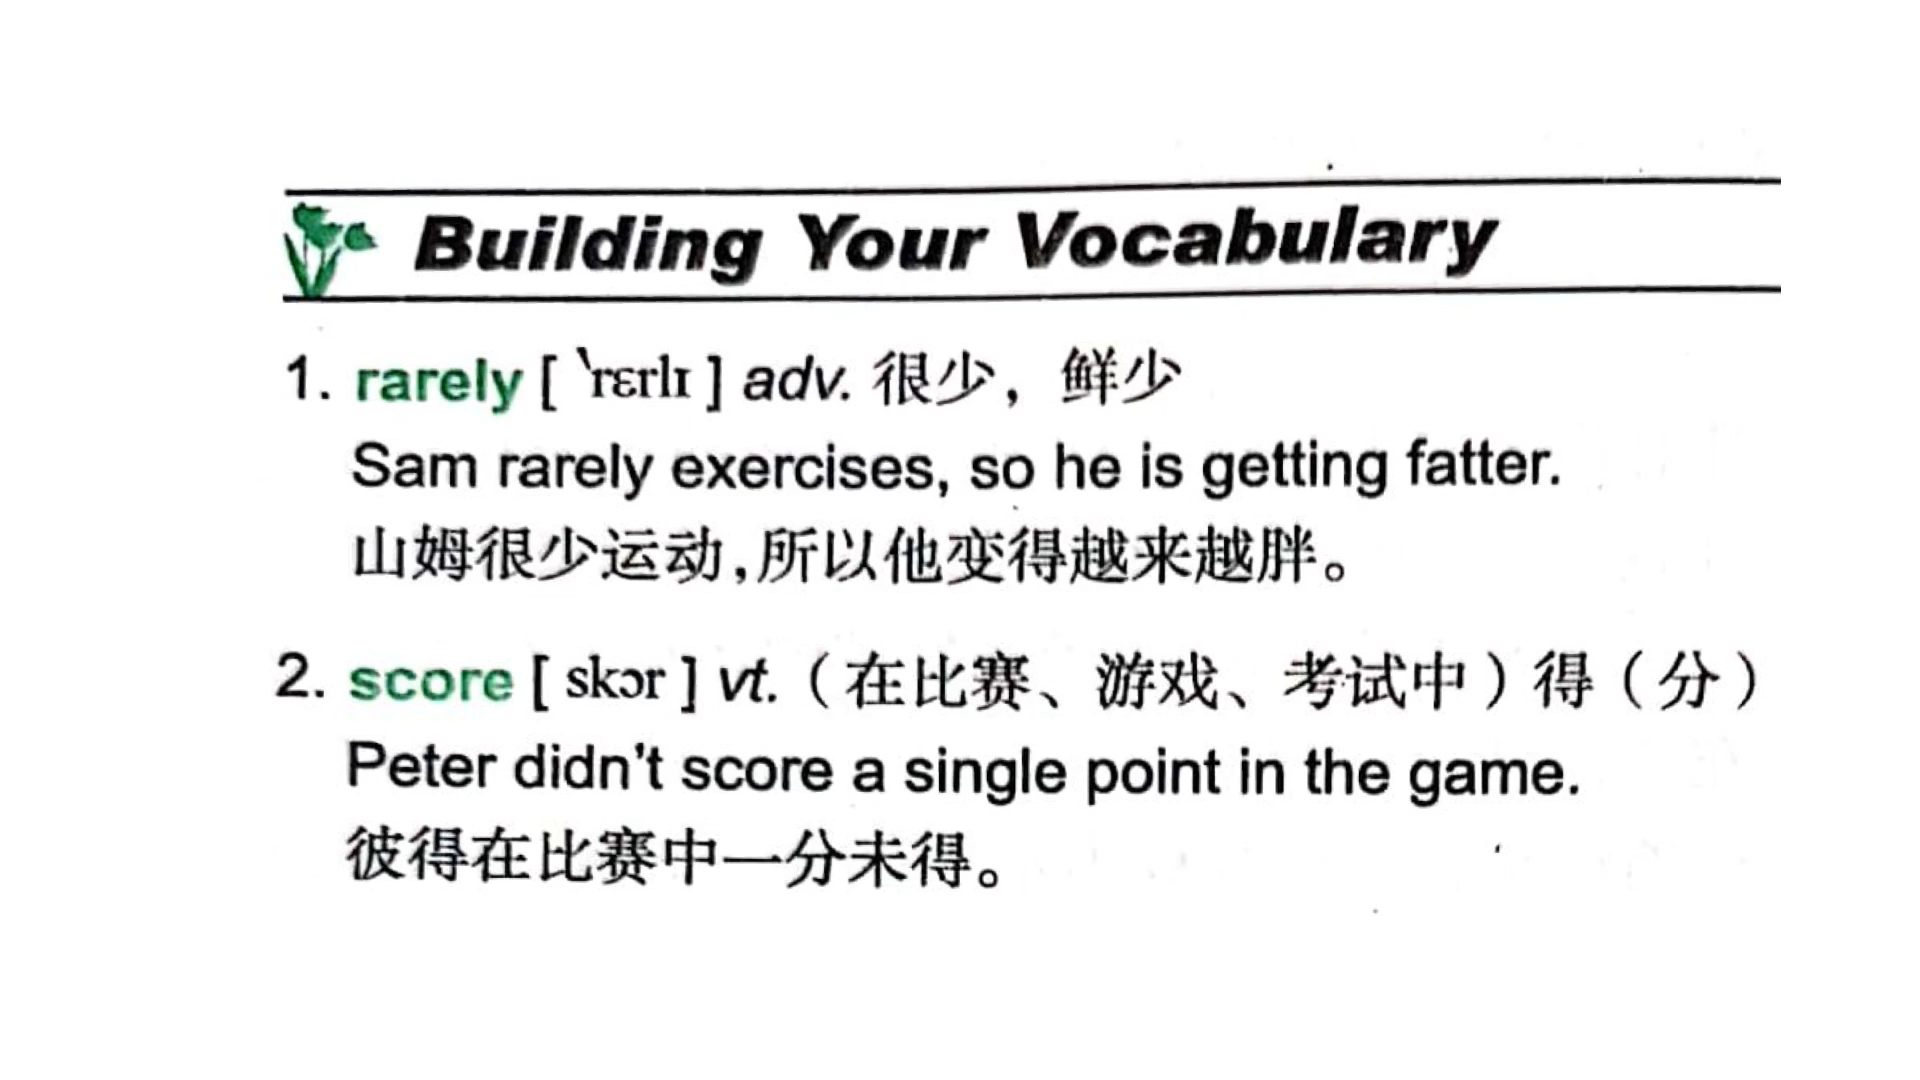 Building Your Vocabulary
1. rarely [ ˋrɛrlɪ ] adv. 很少，鲜少
Sam rarely exercises, so he is getting fatter.
山姆很少运动,所以他变得越来越胖。
2. score [ skɔr ] vt.（在比赛、游戏、考试中）得（分）
Peter didn't score a single point in the game.
彼得在比赛中一分未得。